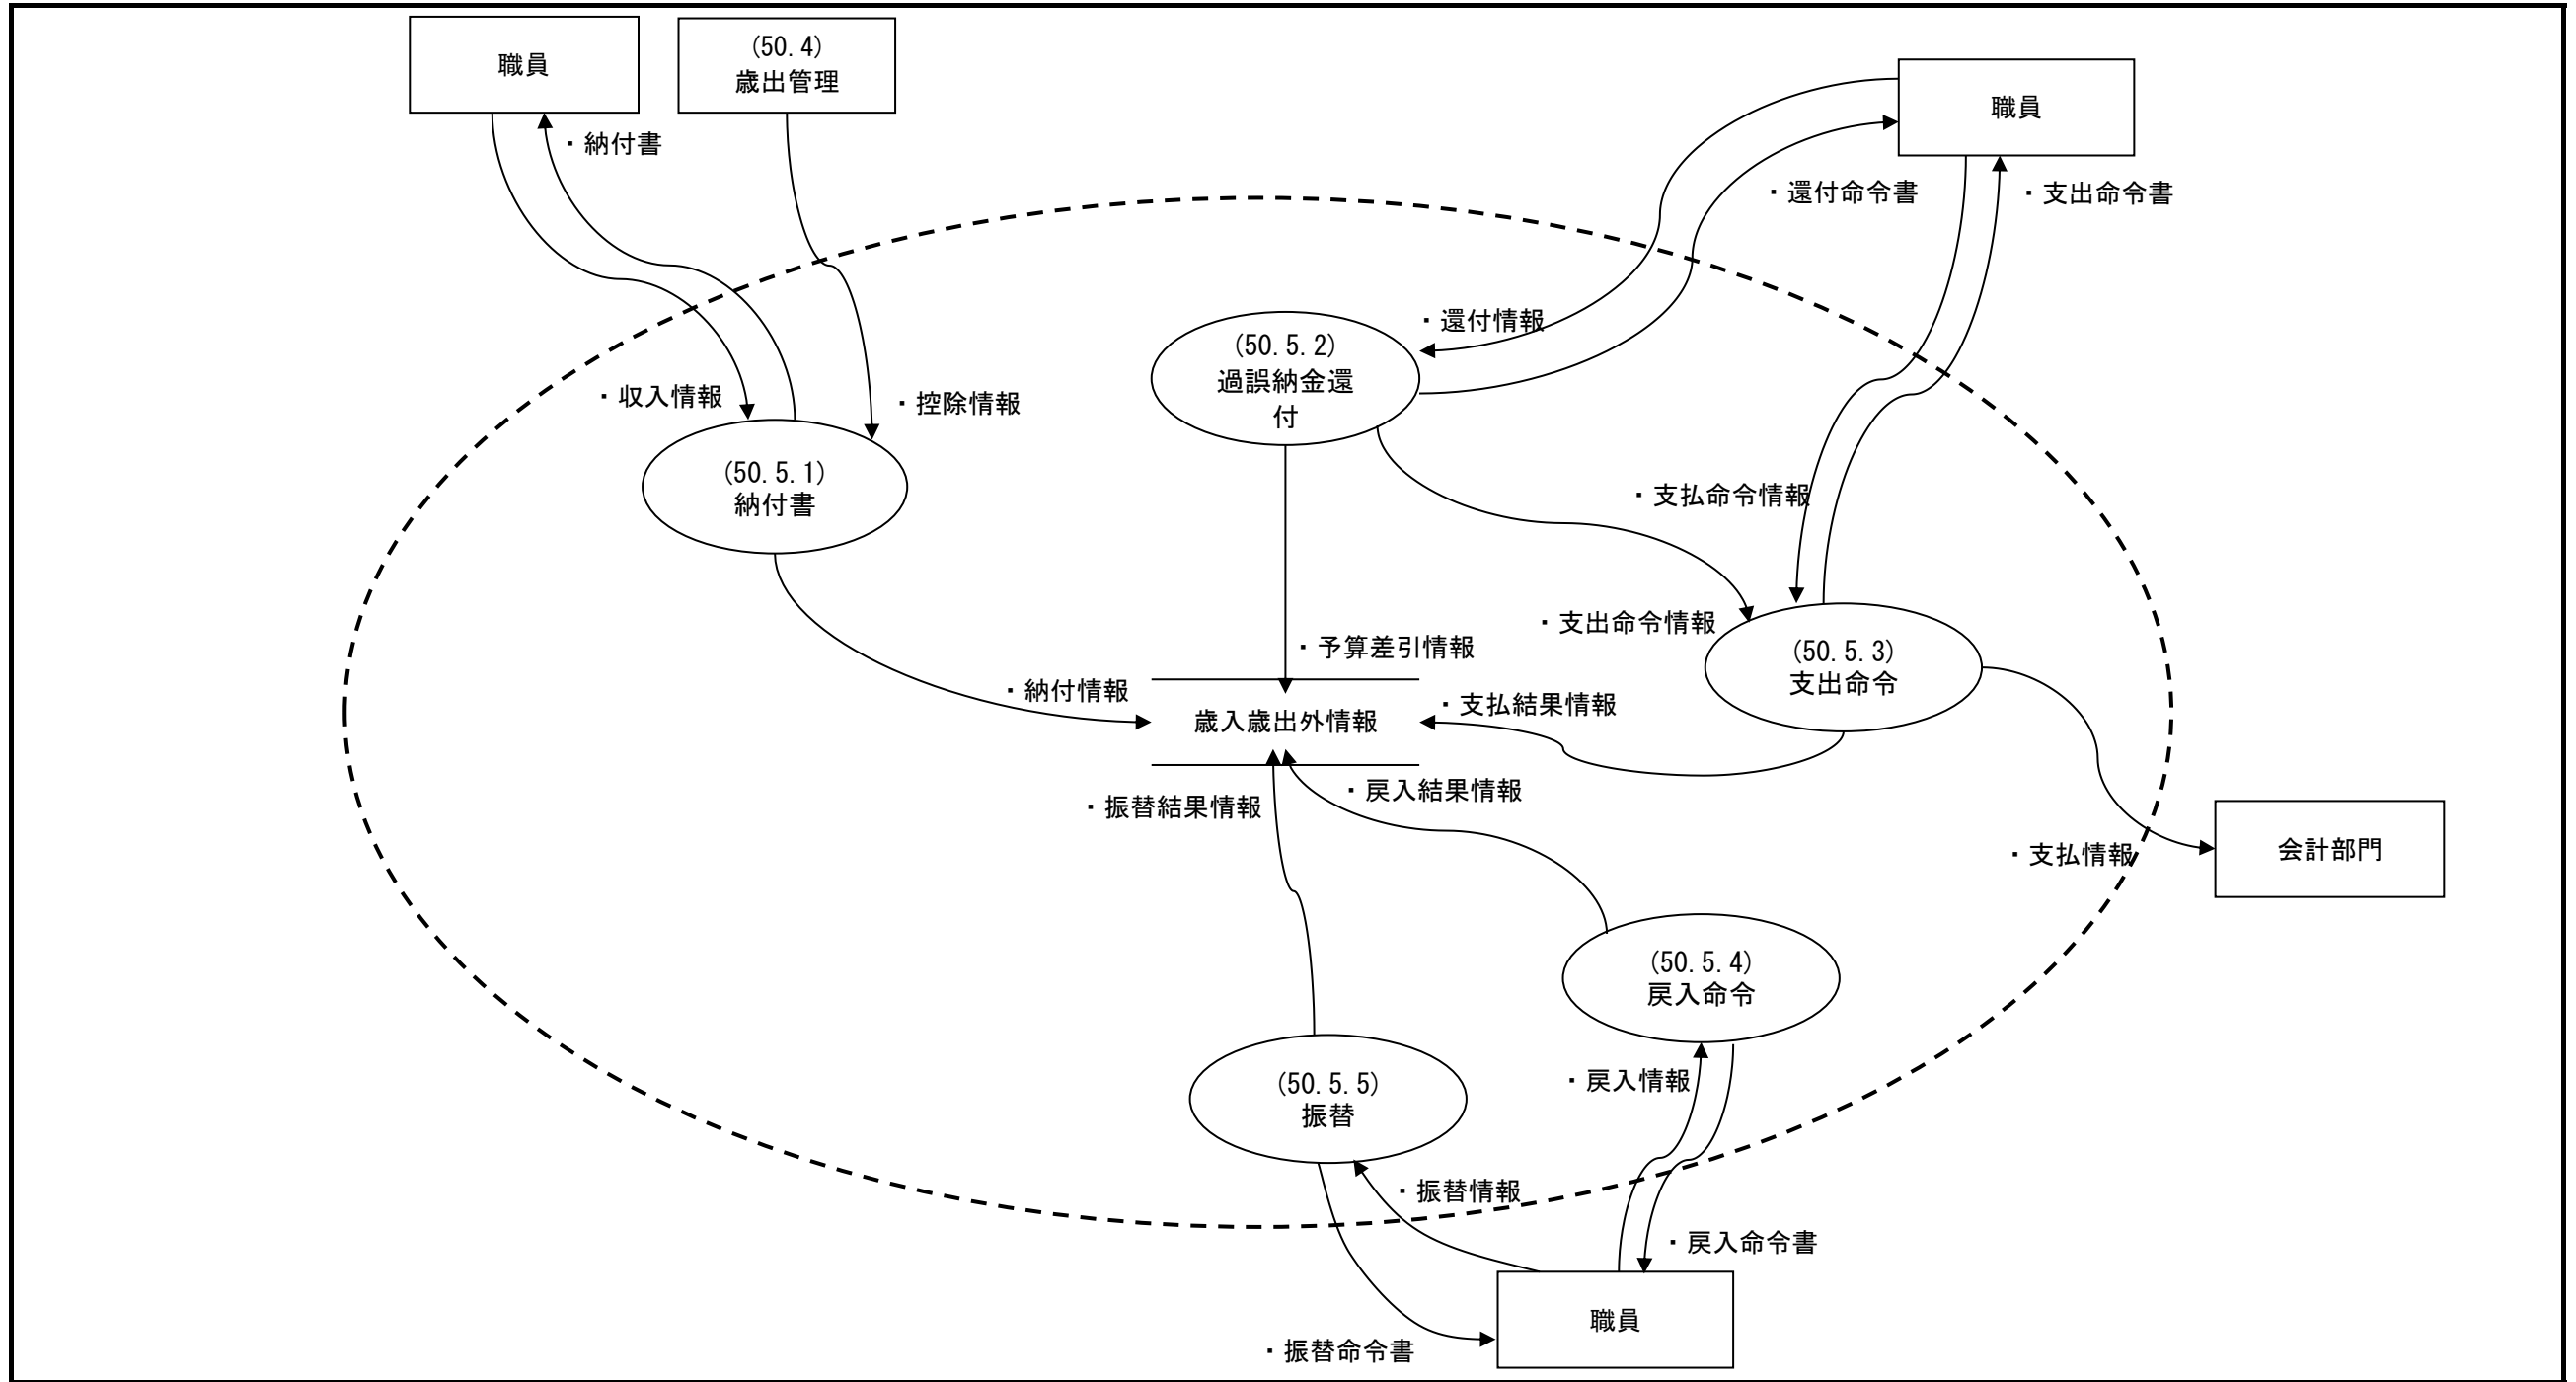 職員
(50.4)
歳出管理
職員
・納付書
・還付命令書
・支出命令書
・還付情報
(50.5.2)
過誤納金還
付
・収入情報
・控除情報
(50.5.1)
納付書
・支払命令情報
・支出命令情報
・予算差引情報
(50.5.3)
支出命令
・納付情報
・支払結果情報
歳入歳出外情報
・戻入結果情報
・振替結果情報
・支払情報
会計部門
(50.5.4)
戻入命令
(50.5.5)
振替
・戻入情報
・振替情報
・戻入命令書
職員
・振替命令書